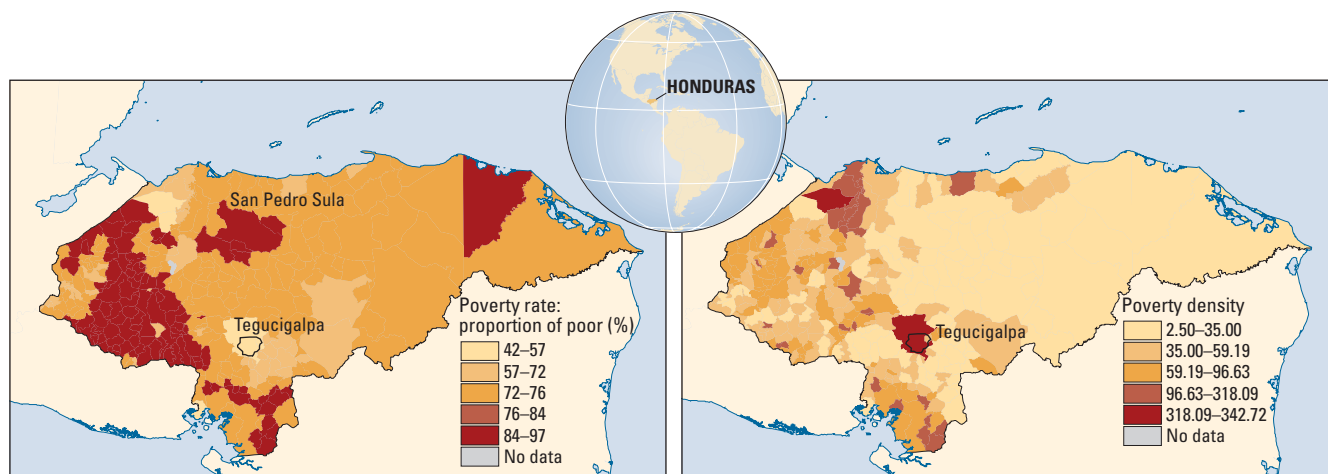 HONDURAS
San Pedro Sula
Tegucigalpa
Poverty rate:
proportion of poor (%)
42–57
57–72
72–76
76–84
84–97
No data
Tegucigalpa
Poverty density
2.50–35.00
35.00–59.19
59.19–96.63
96.63–318.09
318.09–342.72
No data